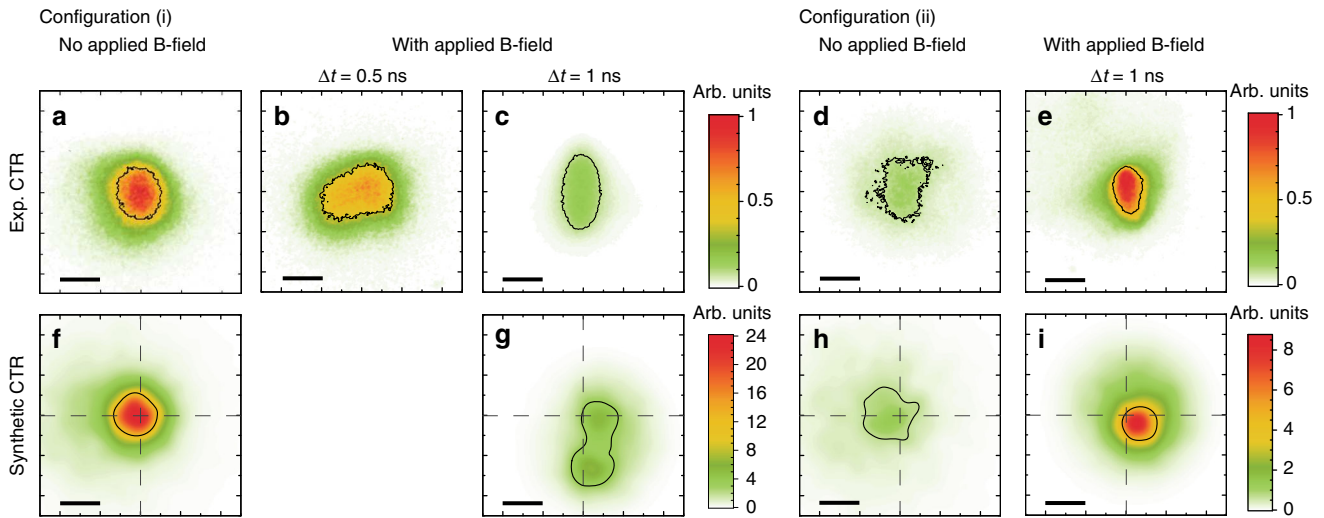 Configuration (i)
Configuration (ii)
No applied B-field
With applied B-field
No applied B-field
With applied B-field
Δt = 0.5 ns
Δt = 1 ns
Δt = 1 ns
Arb. units
Arb. units
Exp. CTR
a
b
c
1
0.5
0
d
e
1
0.5
0
Arb. units
Arb. units
Synthetic CTR
f
g
24
20
16
12
8
4
0
h
i
8
6
4
2
0